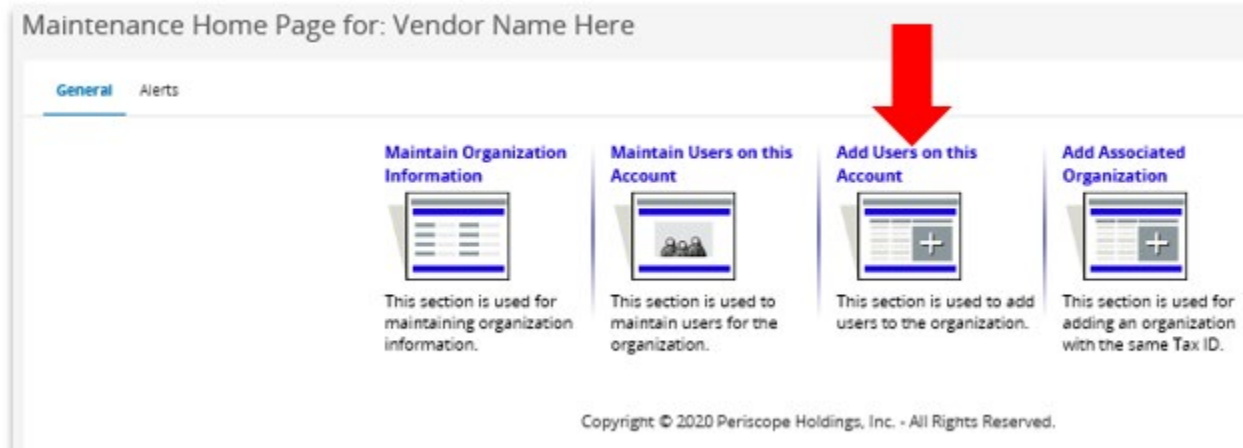 Maintenance Home Page for: Vendor Name Here
General Alerts
Maintain Organization
Information
This section is used for
maintaining organization
information.
Maintain Users on this
Account
This section is used to
maintain users for the
organization.
Add Users on this
Account
This section is used to add
users to the organization.
Add Associated
Organization
This section is used for
adding an organization
with the same Tax ID.
Copyright © 2020 Periscope Holdings, Inc. - All Rights Reserved.